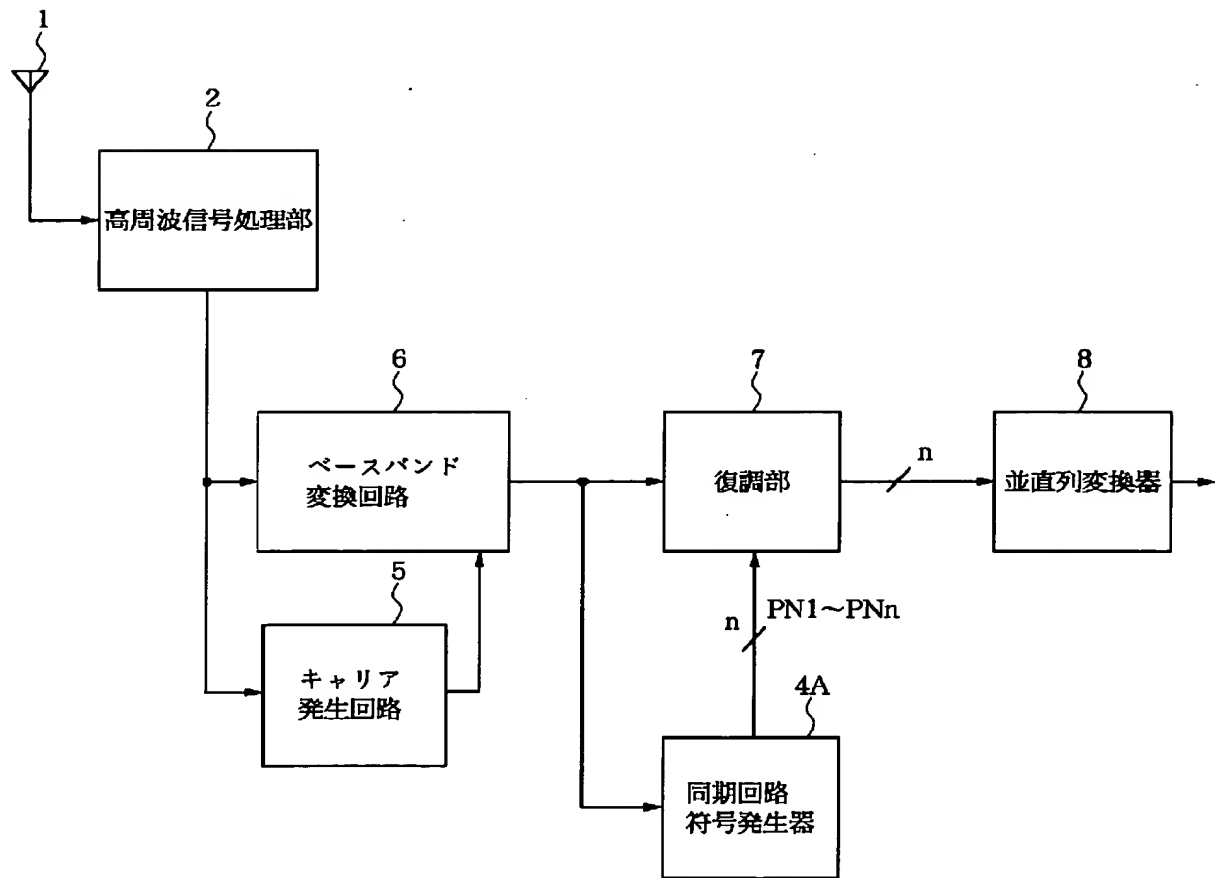 1
2
高周波信号処理部
6
ベースバンド
変換回路
7
復調部
n
8
並直列変換器
5
キャリア
発生回路
n
PN1~PNn
4A
同期回路
符号発生器